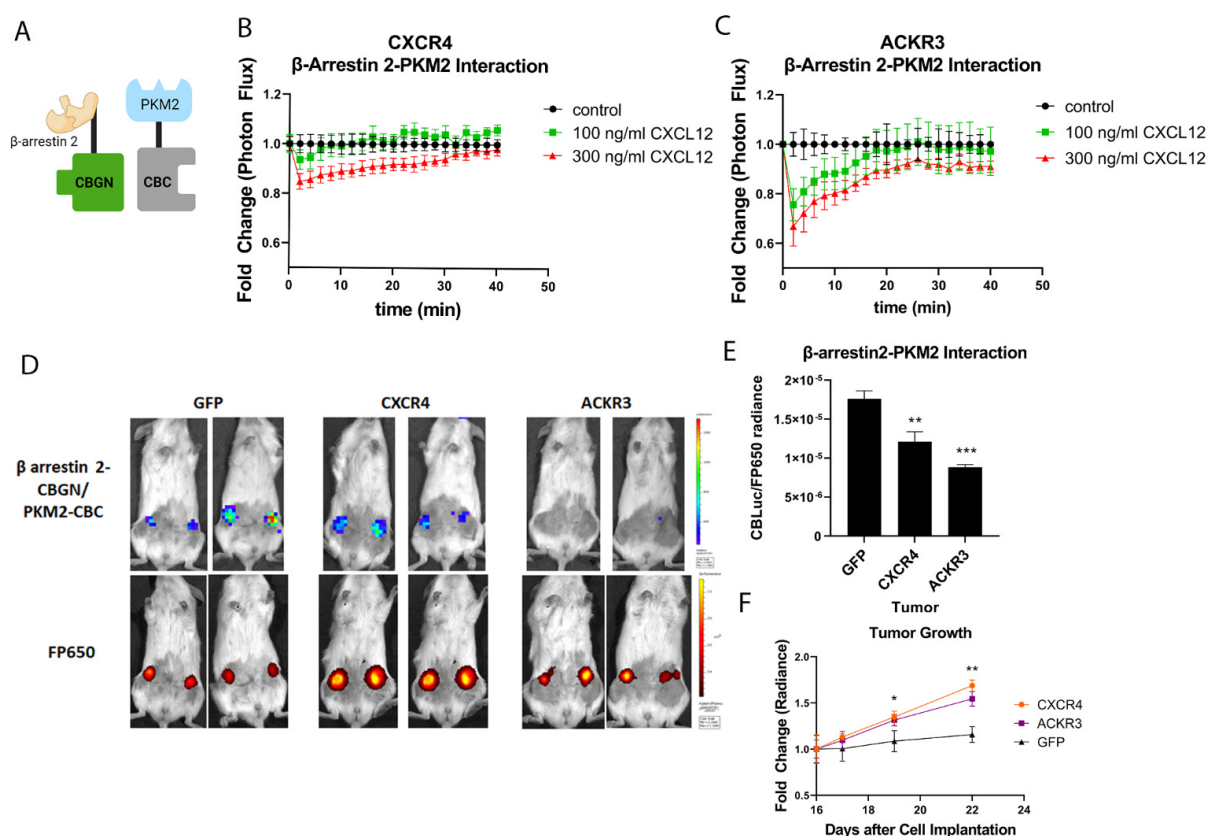 A
β-arrestin 2
PKM2
CBGN
CBC
B
CXCR4
β-Arrestin 2-PKM2 Interaction
Fold Change (Photon Flux)
1.2
1.0
0.8
0.6
0 10 20 30 40 50
time (min)
control
100 ng/ml CXCL12
300 ng/ml CXCL12
C
ACKR3
β-Arrestin 2-PKM2 Interaction
Fold Change (Photon Flux)
1.2
1.0
0.8
0.6
0 10 20 30 40 50
time (min)
control
100 ng/ml CXCL12
300 ng/ml CXCL12
D
GFP CXCR4 ACKR3
β arrestin 2-
CBGN/
PKM2-CBC
FP650
E
β-arrestin2-PKM2 Interaction
CBLuc/FP650 radiance
2×10-5
1×10-5
5×10-6
0
**
***
GFP CXCR4 ACKR3
Tumor
F
Tumor Growth
Fold Change (Radiance)
2.0
1.5
1.0
0.5
*
**
16 18 20 22 24
Days after Cell Implantation
CXCR4
ACKR3
GFP